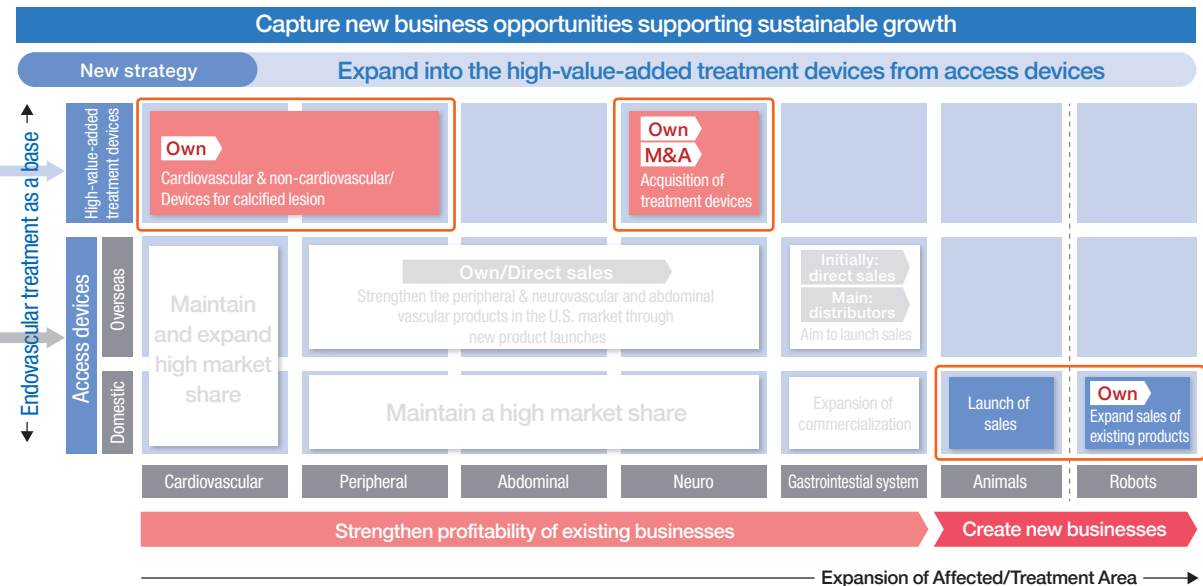 Capture new business opportunities supporting sustainable growth
New strategy
Expand into the high-value-added treatment devices from access devices
Endovascular treatment as a base
High-value-added
treatment devices
Own
Cardiovascular & non-cardiovascular/
Devices for calcified lesion
Own
M&A
Acquisition of
treatment devices
Access devices
Overseas
Maintain
and expand
high market
share
Own/Direct sales
Strengthen the peripheral & neurovascular and abdominal
vascular products in the U.S. market through
new product launches
Initially:
direct sales
Main:
distributors
Aim to launch sales
Domestic
Maintain a high market share
Expansion of
commercialization
Launch of
sales
Own
Expand sales of
existing products
Cardiovascular
Peripheral
Abdominal
Neuro
Gastrointestial system
Animals
Robots
Strengthen profitability of existing businesses
Create new businesses
Expansion of Affected/Treatment Area